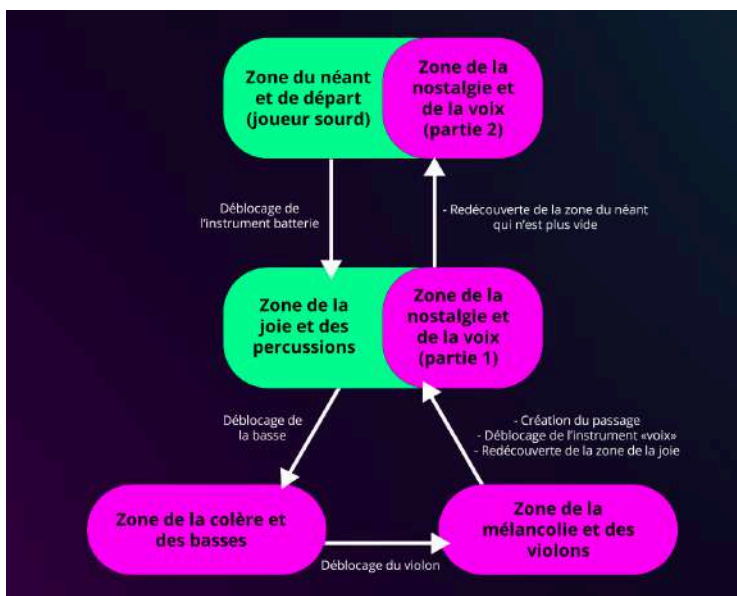 Zone du néant
et de départ
(joueur sourd)
Zone de la
nostalgie et
de la voix
(partie 2)
Déblocage de
l'instrument batterie
- Redécouverte de la zone du néant
qui n'est plus vide
Zone de la
joie et des
percussions
Zone de la
nostalgie et
de la voix
(partie 1)
Déblocage de
la basse
- Création du passage
- Déblocage de l'instrument «voix»
- Redécouverte de la zone de la joie
Zone de la colère et
des basses
Déblocage du violon
Zone de la
mélancolie et des
violons